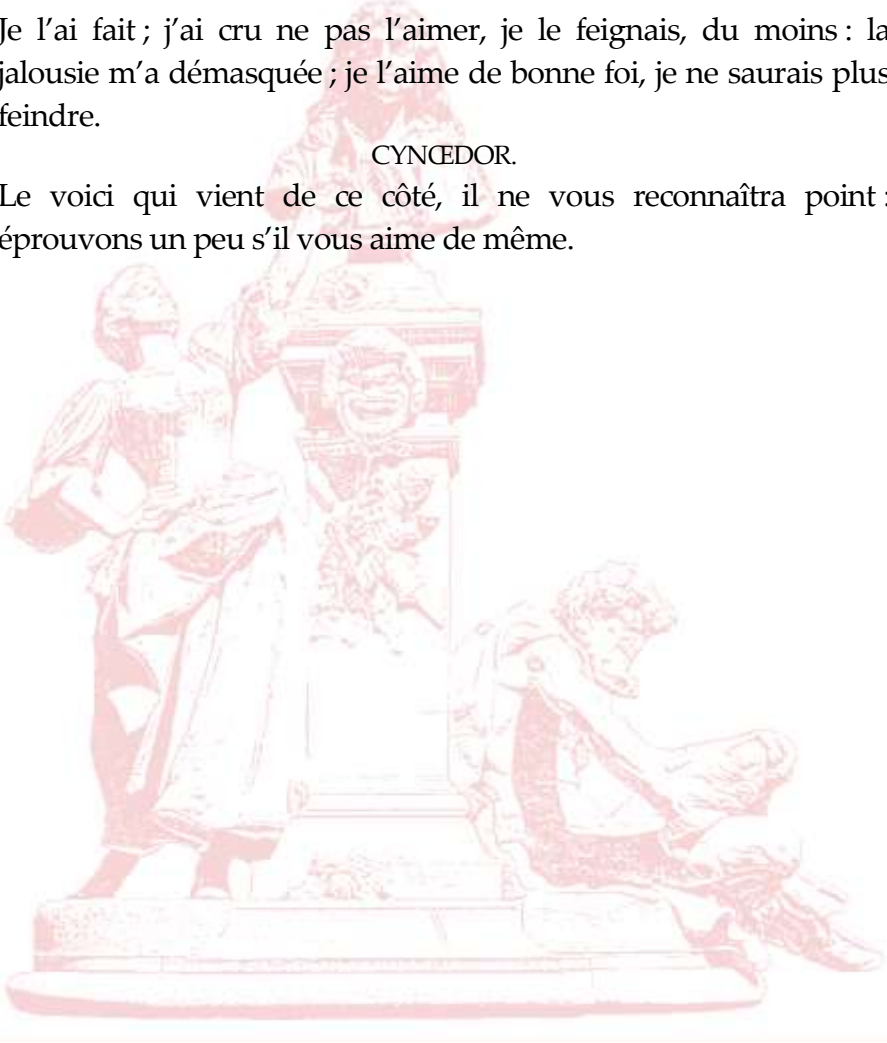 Je l’ai fait ; j’ai cru ne pas l’aimer, je le feignais, du moins : la
jalousie m’a démasquée ; je l’aime de bonne foi, je ne saurais plus
feindre.
CYNŒDOR.
Le voici qui vient de ce côté, il ne vous reconnaîtra point :
éprouvons un peu s’il vous aime de même.